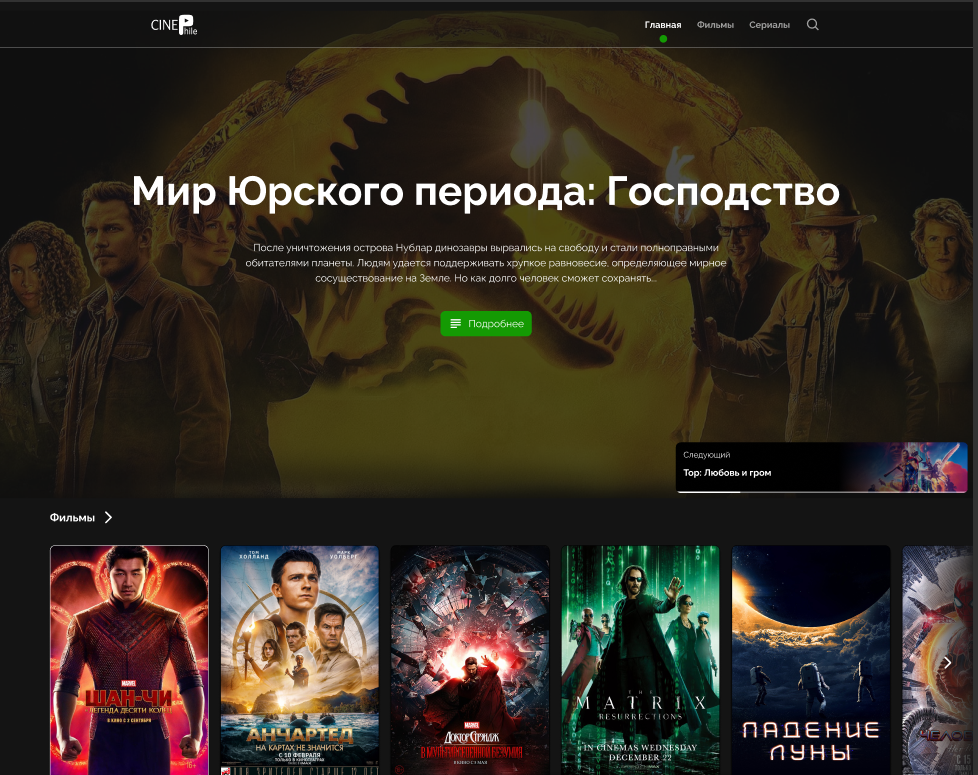 CINEPhile
Главная Фильмы Сериалы
Мир Юрского периода: Господство
После уничтожения острова Нублар динозавры вырвались на свободу и стали полноправными
обитателями планеты. Людям удается поддерживать хрупкое равновесие, определяющее мирное
сосуществование на Земле. Но как долго человек сможет сохранять...
Подробнее
Следующий
Тор: Любовь и гром
Фильмы
MARVEL
ШАН-ЧИ
ЛЕГЕНДА ДЕСЯТИ КОЛЕЦ
В КИНО С 2 СЕНТЯБРЯ
16+
ТОМ
ХОЛЛАНД
МАРК
УОЛБЕРГ
АНЧАРТЕД
НА КАРТАХ НЕ ЗНАЧИТСЯ
С 10 ФЕВРАЛЯ
ТОЛЬКО В КИНОТЕАТРАХ
MARVEL
ДОКТОР СТРЭНДЖ
В МУЛЬТИВСЕЛЕННОЙ БЕЗУМИЯ
В КИНО С 5 МАЯ
THE
MATRIX
RESURRECTIONS
IN CINEMAS WEDNESDAY
DECEMBER 22
ПАДЕНИЕ
ЛУНЫ